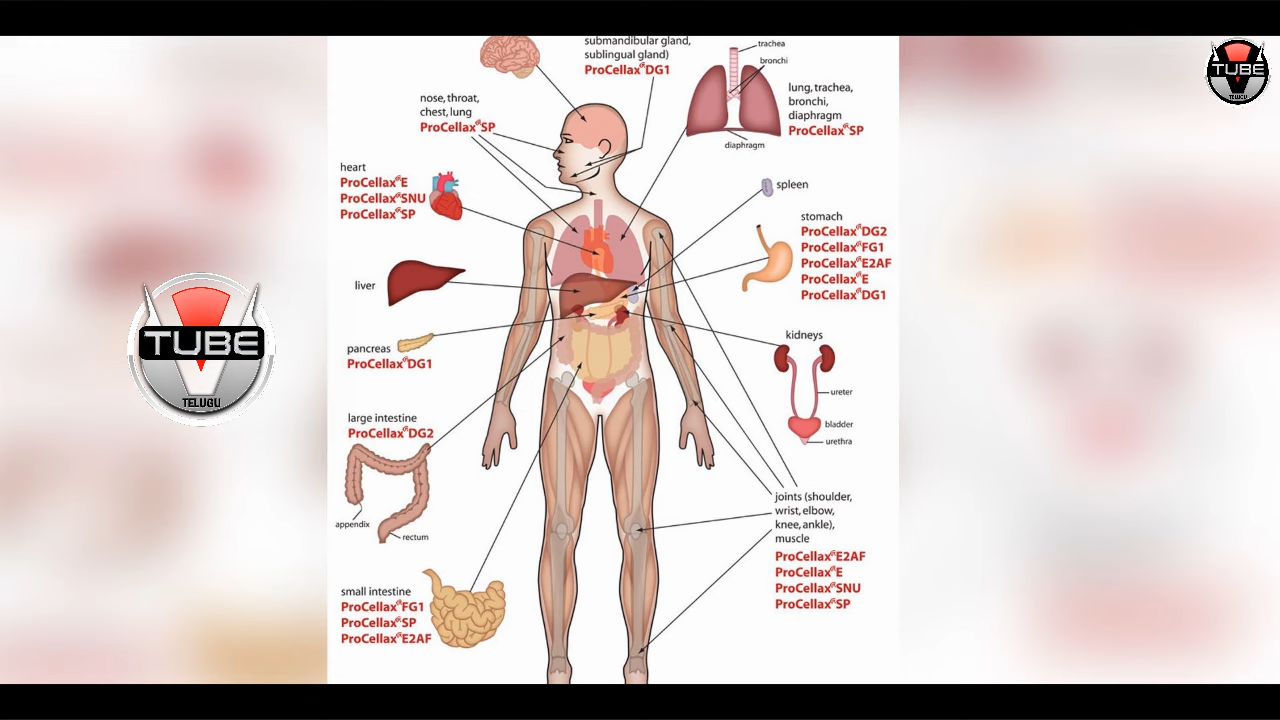 submandibular gland,
sublingual gland)
ProCellax DG1
trachea
bronchi
TUBE
TELUGU
lung, trachea,
bronchi,
diaphragm
ProCellax SP
diaphragm
nose, throat,
chest, lung
ProCellax SP
heart
ProCellax E
ProCellax SNU
ProCellax SP
spleen
stomach
ProCellax DG2
ProCellax FG1
ProCellax E2AF
ProCellax E
ProCellax DG1
liver
TUBE
TELUGU
pancreas
ProCellax DG1
kidneys
ureter
bladder
urethra
large intestine
ProCellax DG2
appendix
rectum
joints (shoulder,
wrist, elbow,
knee, ankle),
muscle
ProCellax E2AF
ProCellax E
ProCellax SNU
ProCellax SP
small intestine
ProCellax FG1
ProCellax SP
ProCellax E2AF